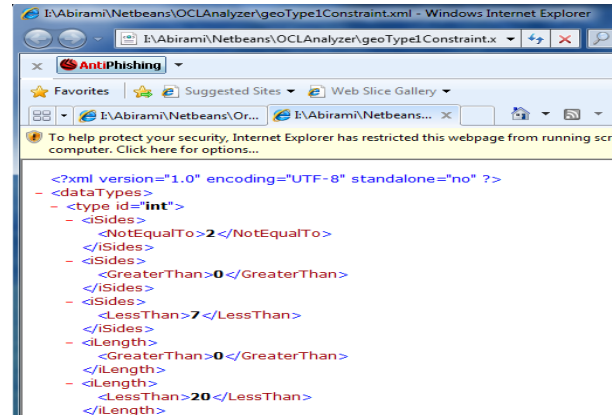 I:\Abirami\Netbeans\OCLAnalyzer\geoType1Constraint.xml - Windows Internet Explorer
I:\Abirami\Netbeans\OCLAnalyzer\geoType1Constraint.x
AntiPhishing
Favorites Suggested Sites Web Slice Gallery
I:\Abirami\Netbeans\Or... I:\Abirami\Netbeans...
To help protect your security, Internet Explorer has restricted this webpage from running scr
computer. Click here for options...
<?xml version="1.0" encoding="UTF-8" standalone="no" ?>
- <dataTypes>
- <type id="int">
- <iSides>
<NotEqualTo>2</NotEqualTo>
</iSides>
- <iSides>
<GreaterThan>0</GreaterThan>
</iSides>
- <iSides>
<LessThan>7</LessThan>
</iSides>
- <iLength>
<GreaterThan>0</GreaterThan>
</iLength>
- <iLength>
<LessThan>20</LessThan>
</iLength>